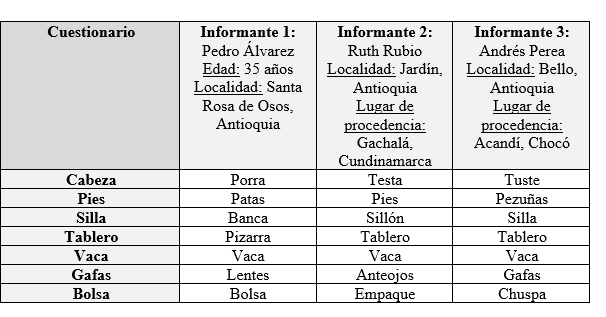 Cuestionario Informante 1: Informante 2: Informante 3:
Pedro Álvarez Ruth Rubio Andrés Perea
Edad: 35 años Localidad: Jardín, Localidad: Bello,
Localidad: Santa Antioquia Antioquia
Rosa de Osos, Lugar de Lugar de
Antioquia procedencia: procedencia:
Gachalá, Acandí, Chocó
Cundinamarca
Cabeza Porra Testa Tuste
Pies Patas Pies Pezuñas
Silla Banca Sillón Silla
Tablero Pizarra Tablero Tablero
Vaca Vaca Vaca Vaca
Gafas Lentes Anteojos Gafas
Bolsa Bolsa Empaque Chuspa